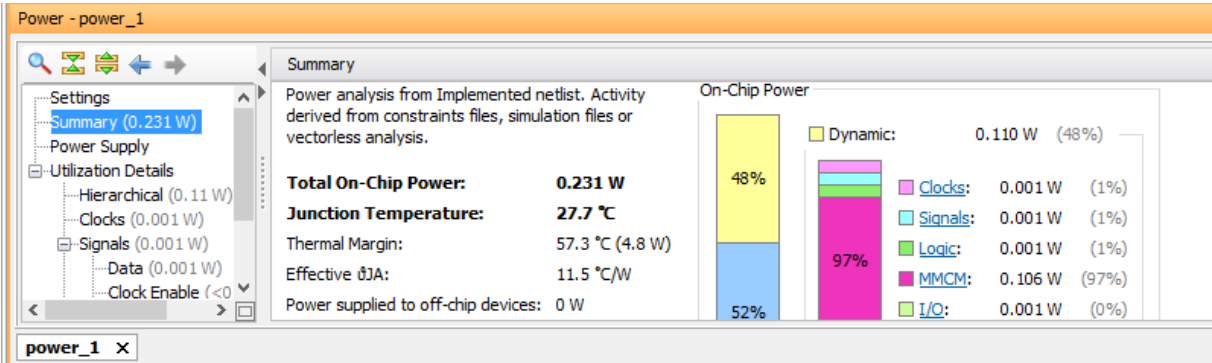 Power - power_1
Summary
Settings
Summary (0.231 W)
Power Supply
Utilization Details
Hierarchical (0.11 W)
Clocks (0.001 W)
Signals (0.001 W)
Data (0.001 W)
Clock Enable (<0
Power analysis from Implemented netlist. Activity
derived from constraints files, simulation files or
vectorless analysis.
Total On-Chip Power: 0.231 W
Junction Temperature: 27.7 °C
Thermal Margin: 57.3 °C (4.8 W)
Effective ϑJA: 11.5 °C/W
Power supplied to off-chip devices: 0 W
On-Chip Power
48%
52%
Dynamic: 0.110 W (48%)
97%
Clocks: 0.001 W (1%)
Signals: 0.001 W (1%)
Logic: 0.001 W (1%)
MMCM: 0.106 W (97%)
I/O: 0.001 W (0%)
power_1 X